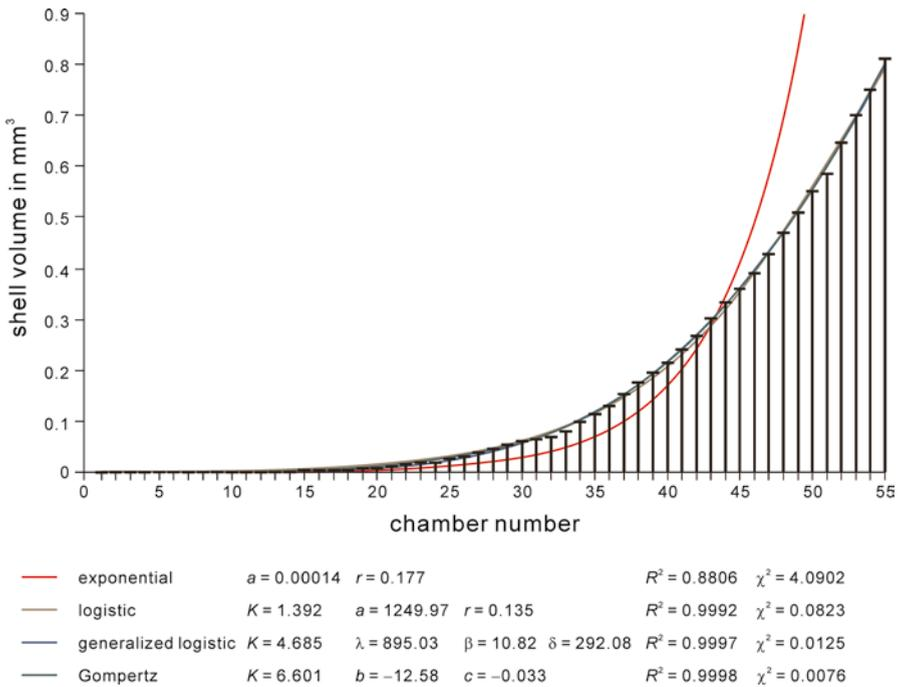 0.9
0.8
0.7
0.6
0.5
0.4
0.3
0.2
0.1
0
shell volume in mm³
0 5 10 15 20 25 30 35 40 45 50 55
chamber number
exponential a = 0.00014 r = 0.177 R² = 0.8806 χ² = 4.0902
logistic K = 1.392 a = 1249.97 r = 0.135 R² = 0.9992 χ² = 0.0823
generalized logistic K = 4.685 λ = 895.03 β = 10.82 δ = 292.08 R² = 0.9997 χ² = 0.0125
Gompertz K = 6.601 b = −12.58 c = −0.033 R² = 0.9998 χ² = 0.0076